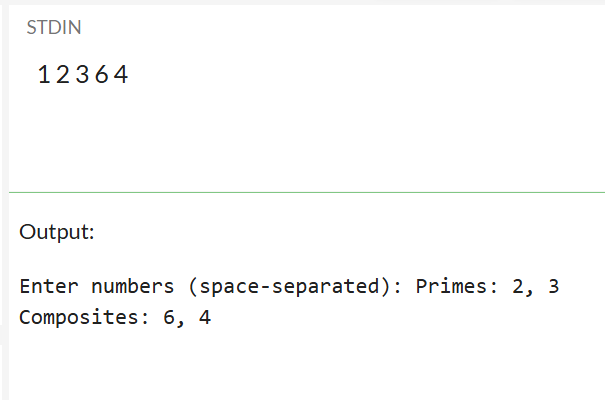 STDIN
1 2 3 6 4
Output:
Enter numbers (space-separated): Primes: 2, 3
Composites: 6, 4